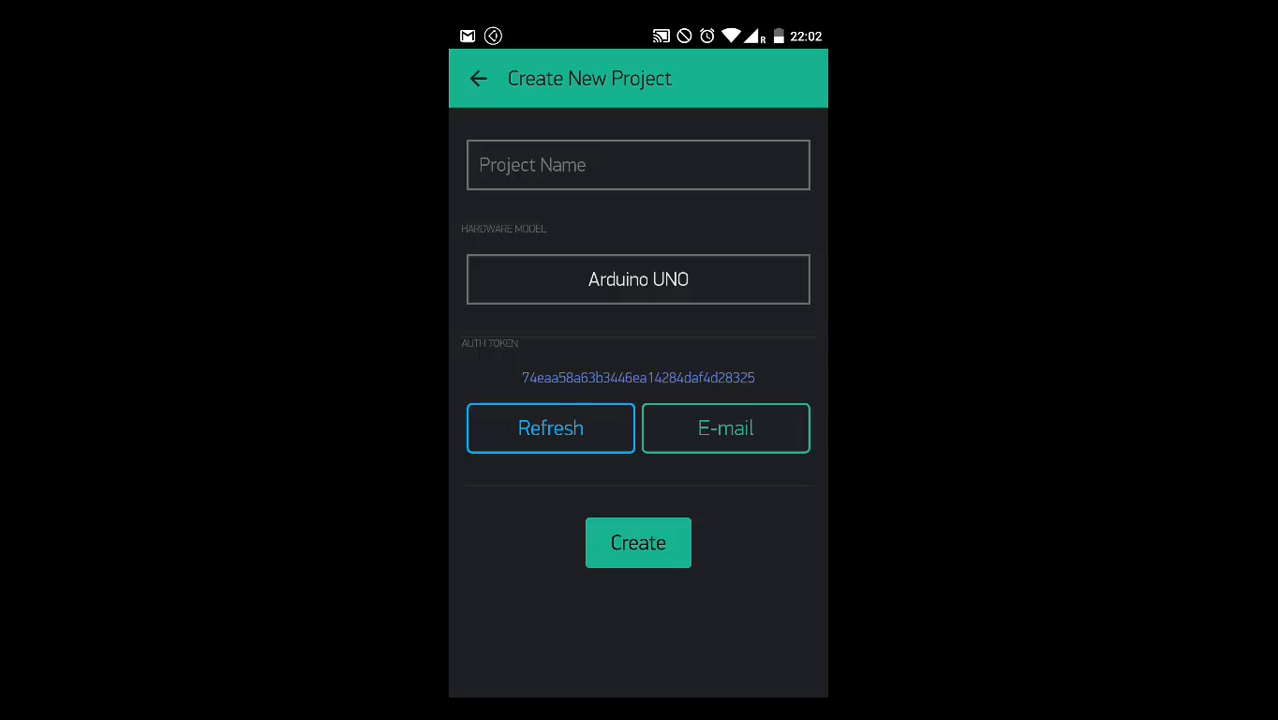 R 22:02
Create New Project
Project Name
HARDWARE MODEL
Arduino UNO
AUTH TOKEN
74eaa58a63b3446ea14284daf4d28325
Refresh E-mail
Create